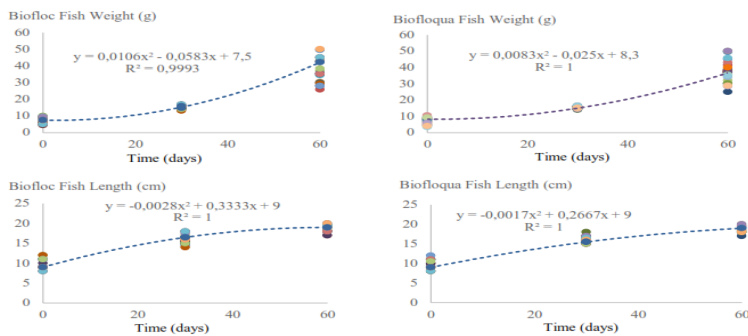 Biofloc Fish Weight (g)
60
50
40
30
20
10
0
y = 0,0106x² - 0,0583x + 7,5
R² = 0,9993
0 20 40 60
Time (days)
Biofloqua Fish Weight (g)
60
50
40
30
20
10
0
y = 0,0083x² - 0,025x + 8,3
R² = 1
0 20 40 60
Time (days)
Biofloc Fish Length (cm)
25
20
15
10
5
0
y = -0,0028x² + 0,3333x + 9
R² = 1
0 20 40 60
Time (days)
Biofloqua Fish Length (cm)
25
20
15
10
5
0
y = -0,0017x² + 0,2667x + 9
R² = 1
0 20 40 60
Time (days)